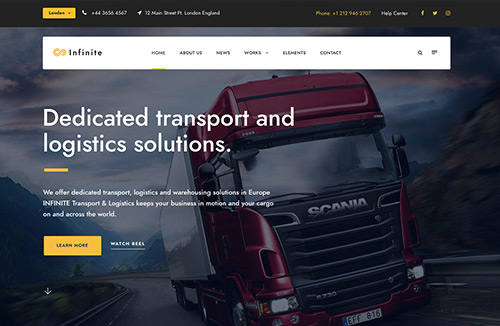 London +44 3656 4567 12 Main Street Pt. London England Phone: +1 212 946 2707 Help Center
Infinite HOME ABOUT US NEWS WORKS ELEMENTS CONTACT
Dedicated transport and
logistics solutions.
We offer dedicated transport, logistics and warehousing solutions in Europe
INFINITE Transport & Logistics keeps your business in motion and your cargo
on and across the world.
LEARN MORE WATCH REEL
SCANIA
R730
EFF 816